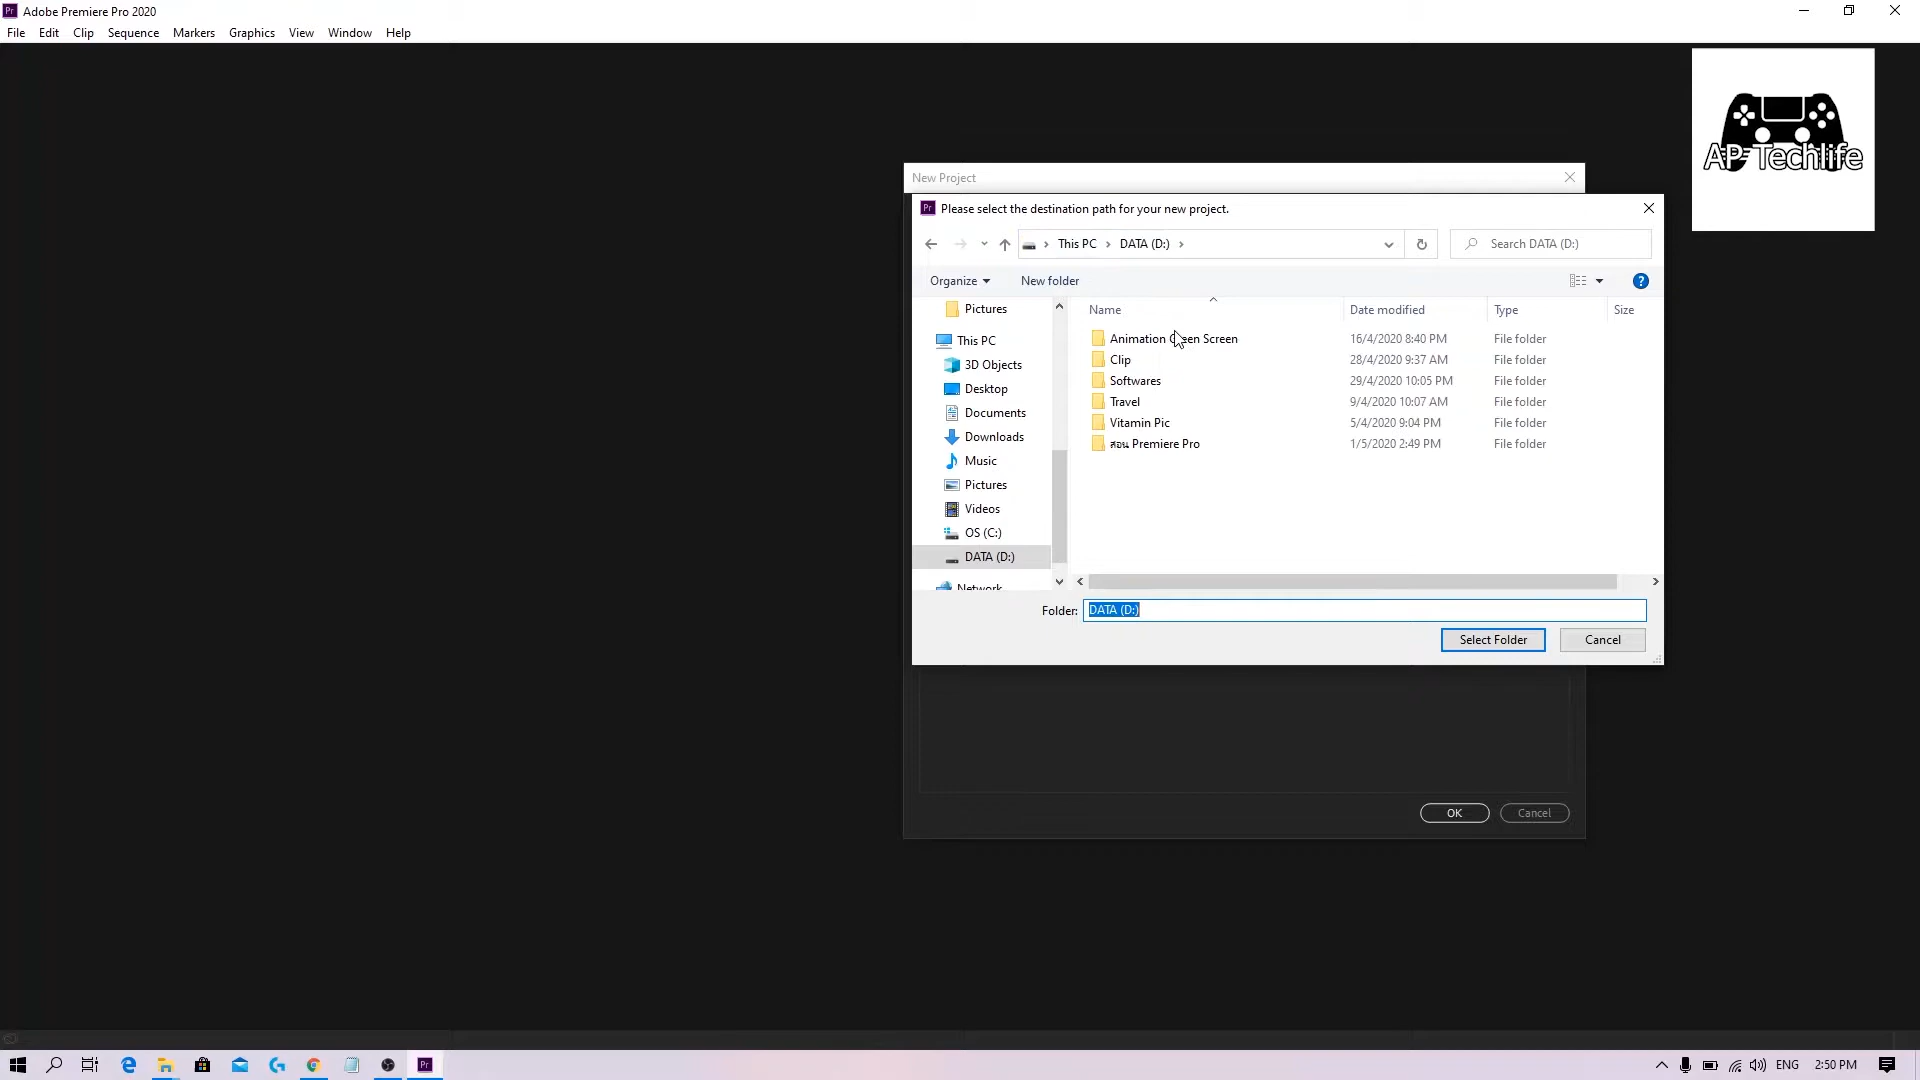 Adobe Premiere Pro 2020
File Edit Clip Sequence Markers Graphics View Window Help
AP Techlife
New Project
Please select the destination path for your new project.
This PC DATA (D:)
Search DATA (D:)
Organize New folder
Name Date modified Type Size
Pictures
This PC
3D Objects
Desktop
Documents
Downloads
Music
Pictures
Videos
OS (C:)
DATA (D:)
Network
Animation Green Screen 16/4/2020 8:40 PM File folder
Clip 28/4/2020 9:37 AM File folder
Softwares 29/4/2020 10:05 PM File folder
Travel 9/4/2020 10:07 AM File folder
Vitamin Pic 5/4/2020 9:04 PM File folder
สอน Premiere Pro 1/5/2020 2:49 PM File folder
Folder: DATA (D:)
Select Folder Cancel
OK Cancel
ENG 2:50 PM